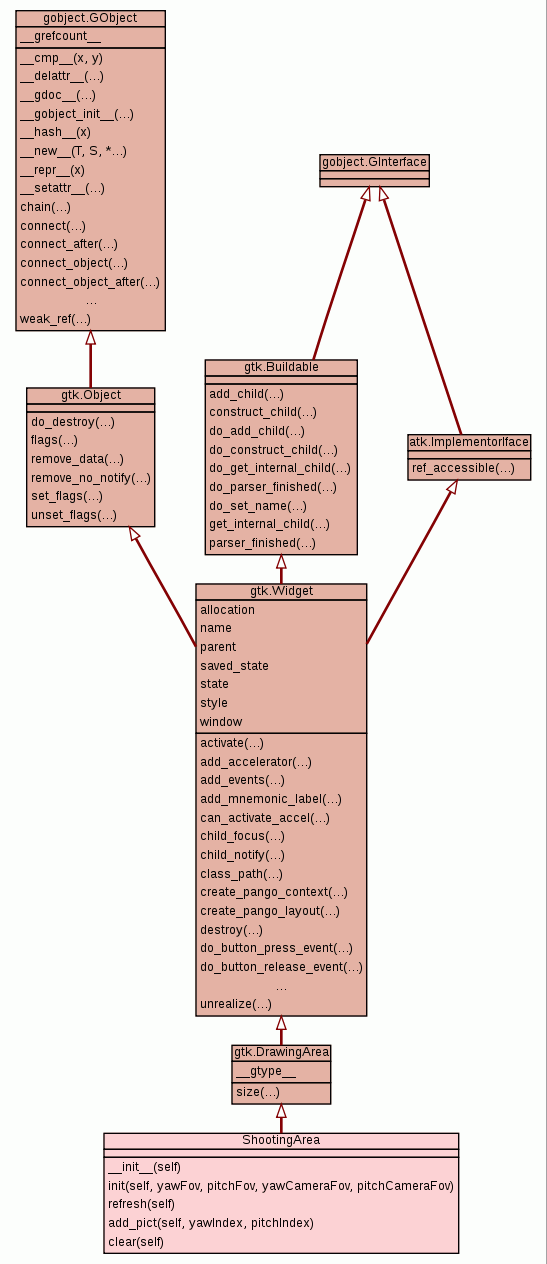 gobject.GObject
__grefcount__
__cmp__(x, y)
__delattr__(...)
__gdoc__(...)
__gobject_init__(...)
__hash__(x)
__new__(T, S, *...)
__repr__(x)
__setattr__(...)
chain(...)
connect(...)
connect_after(...)
connect_object(...)
connect_object_after(...)
...
weak_ref(...)
gobject.GInterface
gtk.Object
do_destroy(...)
flags(...)
remove_data(...)
remove_no_notify(...)
set_flags(...)
unset_flags(...)
gtk.Buildable
add_child(...)
construct_child(...)
do_add_child(...)
do_construct_child(...)
do_get_internal_child(...)
do_parser_finished(...)
do_set_name(...)
get_internal_child(...)
parser_finished(...)
atk.ImplementorIface
ref_accessible(...)
gtk.Widget
allocation
name
parent
saved_state
state
style
window
activate(...)
add_accelerator(...)
add_events(...)
add_mnemonic_label(...)
can_activate_accel(...)
child_focus(...)
child_notify(...)
class_path(...)
create_pango_context(...)
create_pango_layout(...)
destroy(...)
do_button_press_event(...)
do_button_release_event(...)
...
unrealize(...)
gtk.DrawingArea
__gtype__
size(...)
ShootingArea
__init__(self)
init(self, yawFov, pitchFov, yawCameraFov, pitchCameraFov)
refresh(self)
add_pict(self, yawIndex, pitchIndex)
clear(self)